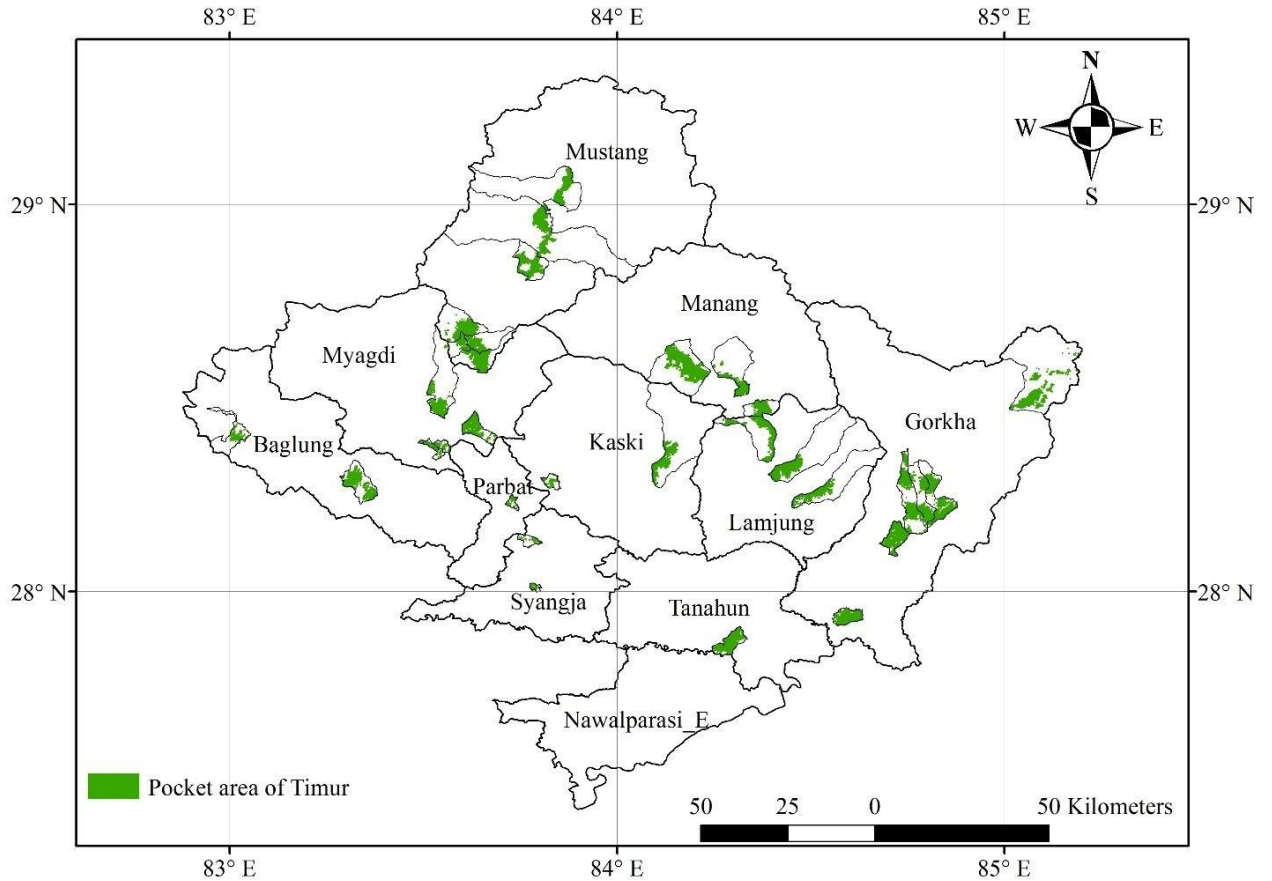 83° E 84° E 85° E
N
W E
S
Mustang
29° N 29° N
Manang
Myagdi
Gorkha
Baglung Kaski
Parbat
Lamjung
28° N 28° N
Syangja Tanahun
Nawalparasi_E
Pocket area of Timur
50 25 0 50 Kilometers
83° E 84° E 85° E